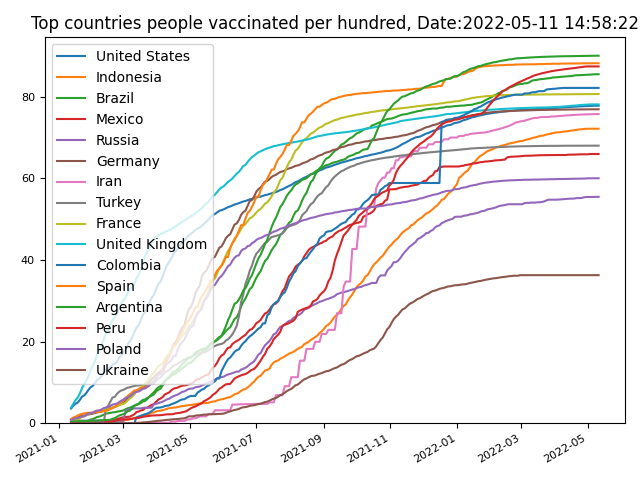 Top countries people vaccinated per hundred, Date:2022-05-11 14:58:22
United States
Indonesia
Brazil
Mexico
Russia
Germany
Iran
Turkey
France
United Kingdom
Colombia
Spain
Argentina
Peru
Poland
Ukraine
80
60
40
20
0
2021-01
2021-03
2021-05
2021-07
2021-09
2021-11
2022-01
2022-03
2022-05